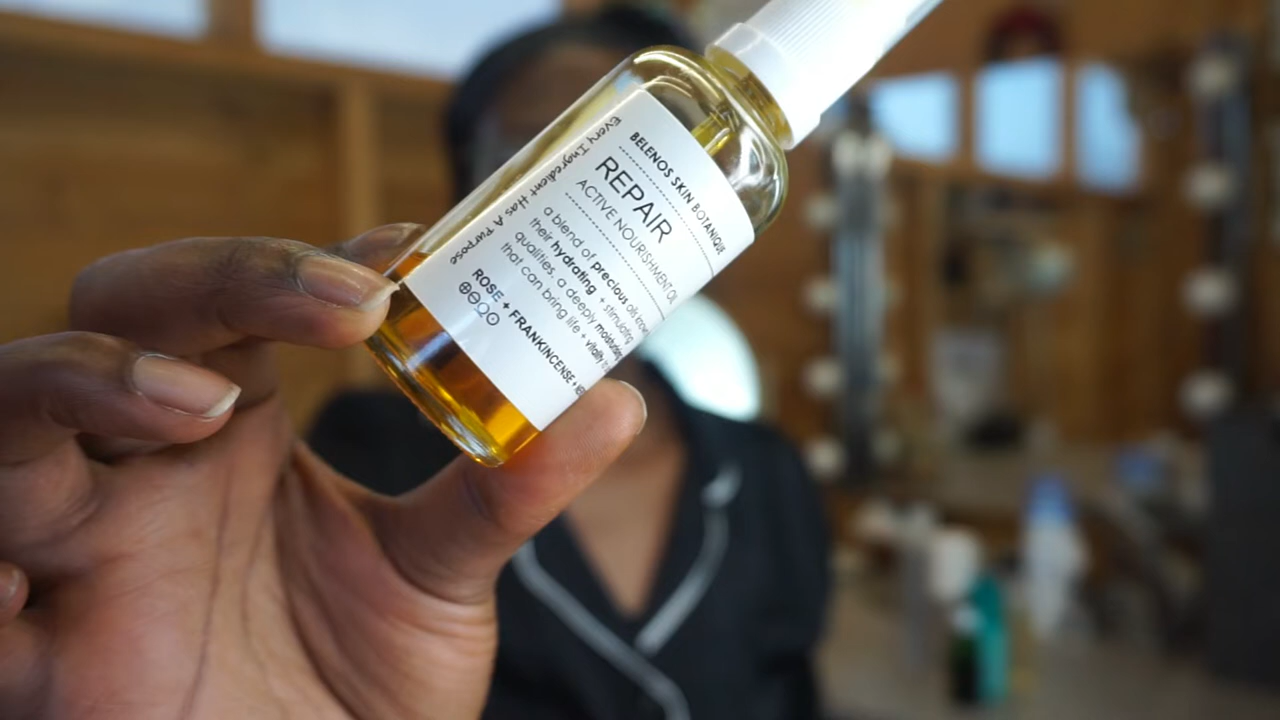 BELENOS SKIN BOTANIQUE
REPAIR
ACTIVE NOURISHMENT OIL
a blend of precious oils
their hydrating + stimulating
qualities, a deeply
that can bring life + vitality
ROSE + FRANKINCENSE +
Every Ingredient Has A Purpose